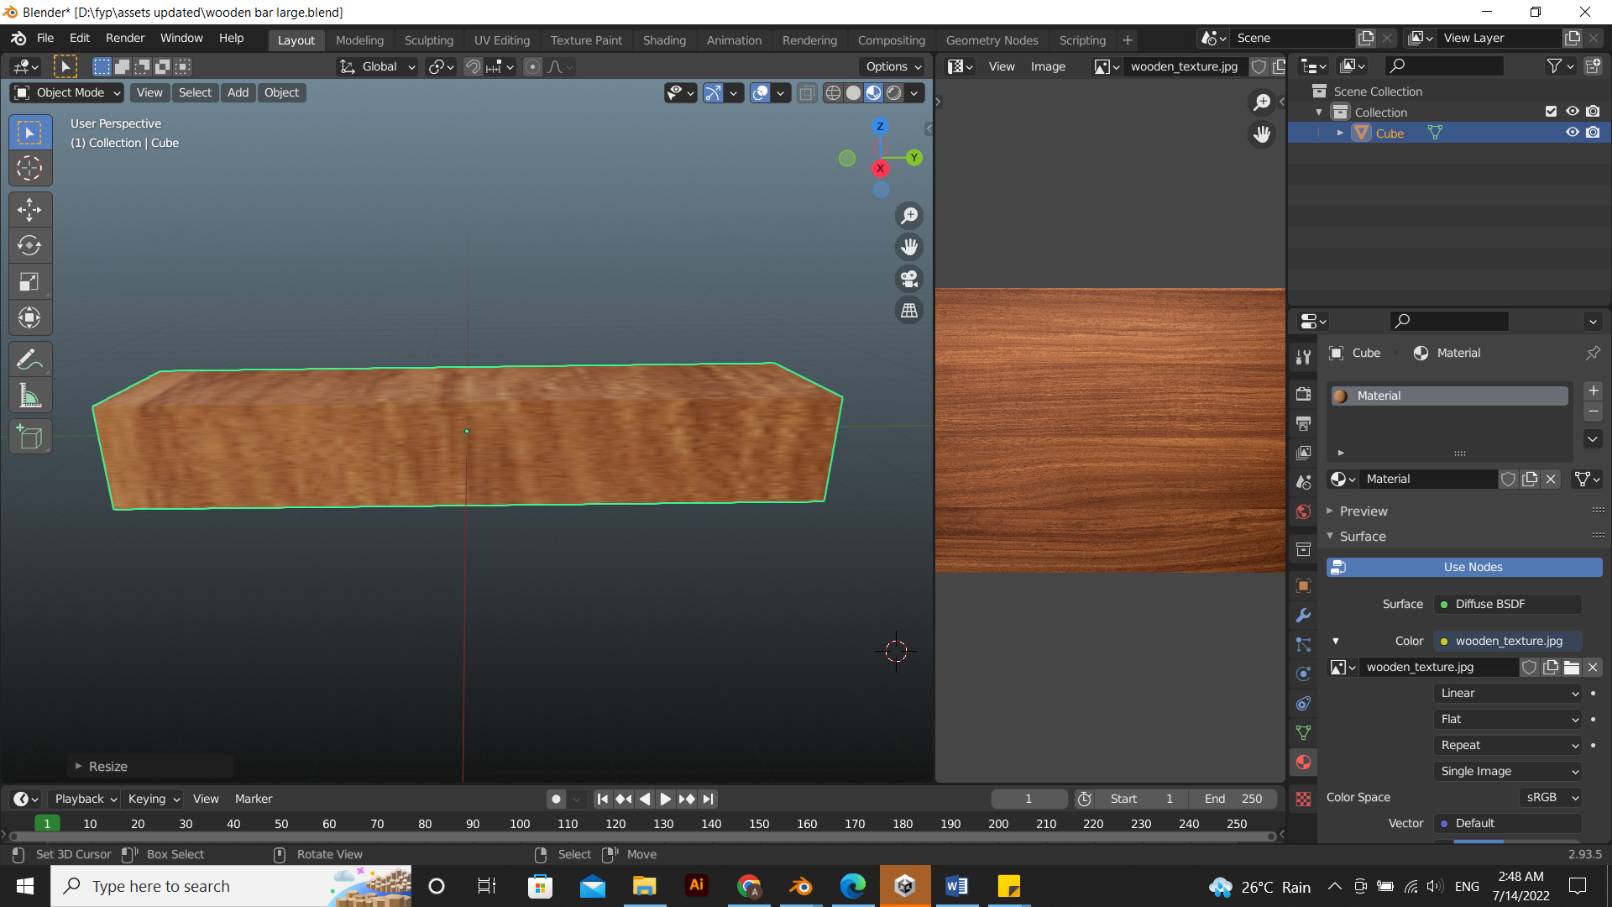 Blender* [D:\fyp\assets updated\wooden bar large.blend]
File Edit Render Window Help Layout Modeling Sculpting UV Editing Texture Paint Shading Animation Rendering Compositing Geometry Nodes Scripting + Scene View Layer
Global Options View Image wooden_texture.jpg
Object Mode View Select Add Object
User Perspective
(1) Collection | Cube
Z
Y
X
Scene Collection
Collection
Cube
Cube Material
Material
Material
Preview
Surface
Use Nodes
Surface Diffuse BSDF
Color wooden_texture.jpg
wooden_texture.jpg
Linear
Flat
Repeat
Single Image
Color Space sRGB
Vector Default
Resize
Playback Keying View Marker 1 Start 1 End 250
1 10 20 30 40 50 60 70 80 90 100 110 120 130 140 150 160 170 180 190 200 210 220 230 240 250
Set 3D Cursor Box Select Rotate View Select Move 2.93.5
Type here to search Ai A 26°C Rain ENG 2:48 AM
7/14/2022